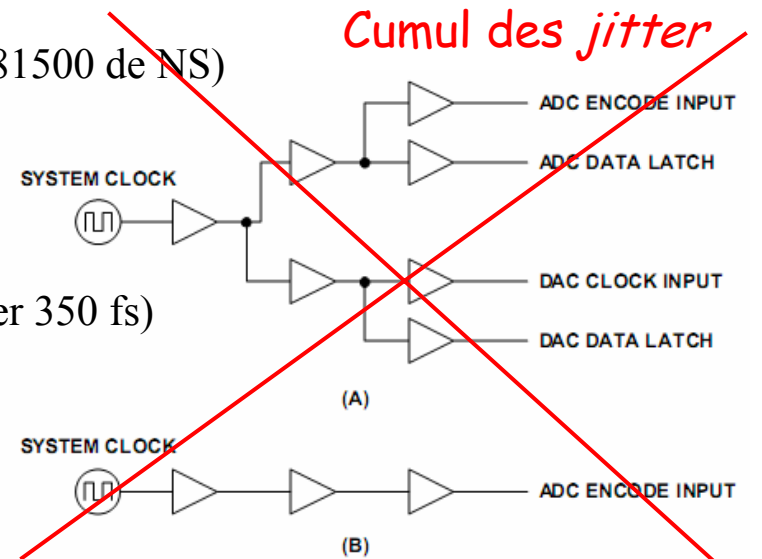 Cumul des jitter
81500 de NS)
ADC ENCODE INPUT
SYSTEM CLOCK
ADC DATA LATCH
DAC CLOCK INPUT
er 350 fs)
DAC DATA LATCH
(A)
SYSTEM CLOCK
ADC ENCODE INPUT
(B)